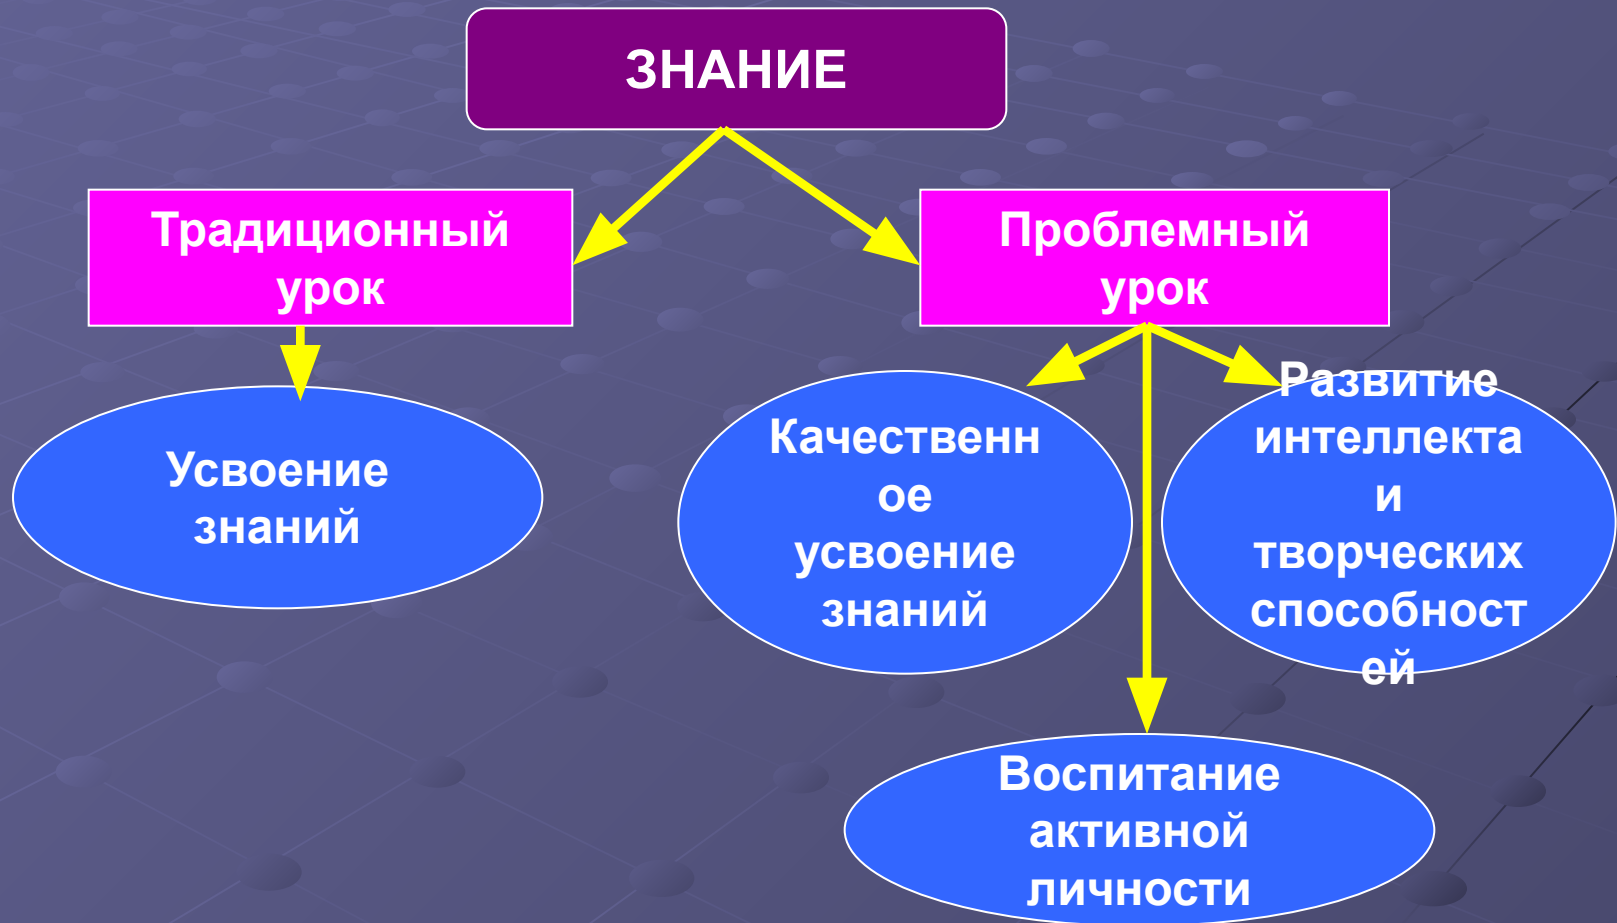 ЗНАНИЕ
Традиционный
урок
Проблемный
урок
Усвоение
знаний
Качественн
ое
усвоение
знаний
Развитие
интеллекта
и
творческих
способност
ей
Воспитание
активной
личности